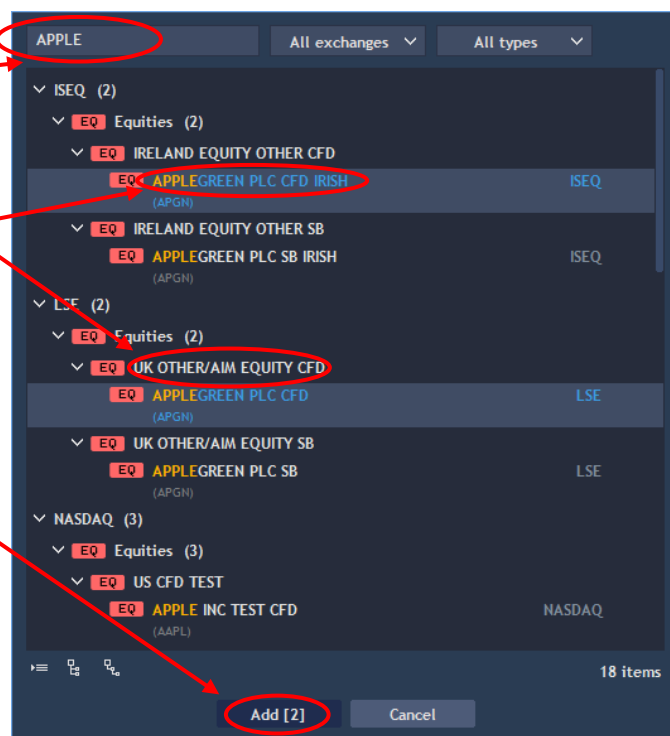 APPLE All exchanges All types
ISEQ (2)
EQ Equities (2)
EQ IRELAND EQUITY OTHER CFD
EQ APPLEGREEN PLC CFD IRISH ISEQ
(APGN)
EQ IRELAND EQUITY OTHER SB
EQ APPLEGREEN PLC SB IRISH ISEQ
(APGN)
LSE (2)
EQ Equities (2)
EQ UK OTHER/AIM EQUITY CFD
EQ APPLEGREEN PLC CFD LSE
(APGN)
EQ UK OTHER/AIM EQUITY SB
EQ APPLEGREEN PLC SB LSE
(APGN)
NASDAQ (3)
EQ Equities (3)
EQ US CFD TEST
EQ APPLE INC TEST CFD NASDAQ
(AAPL)
18 items
Add [2] Cancel